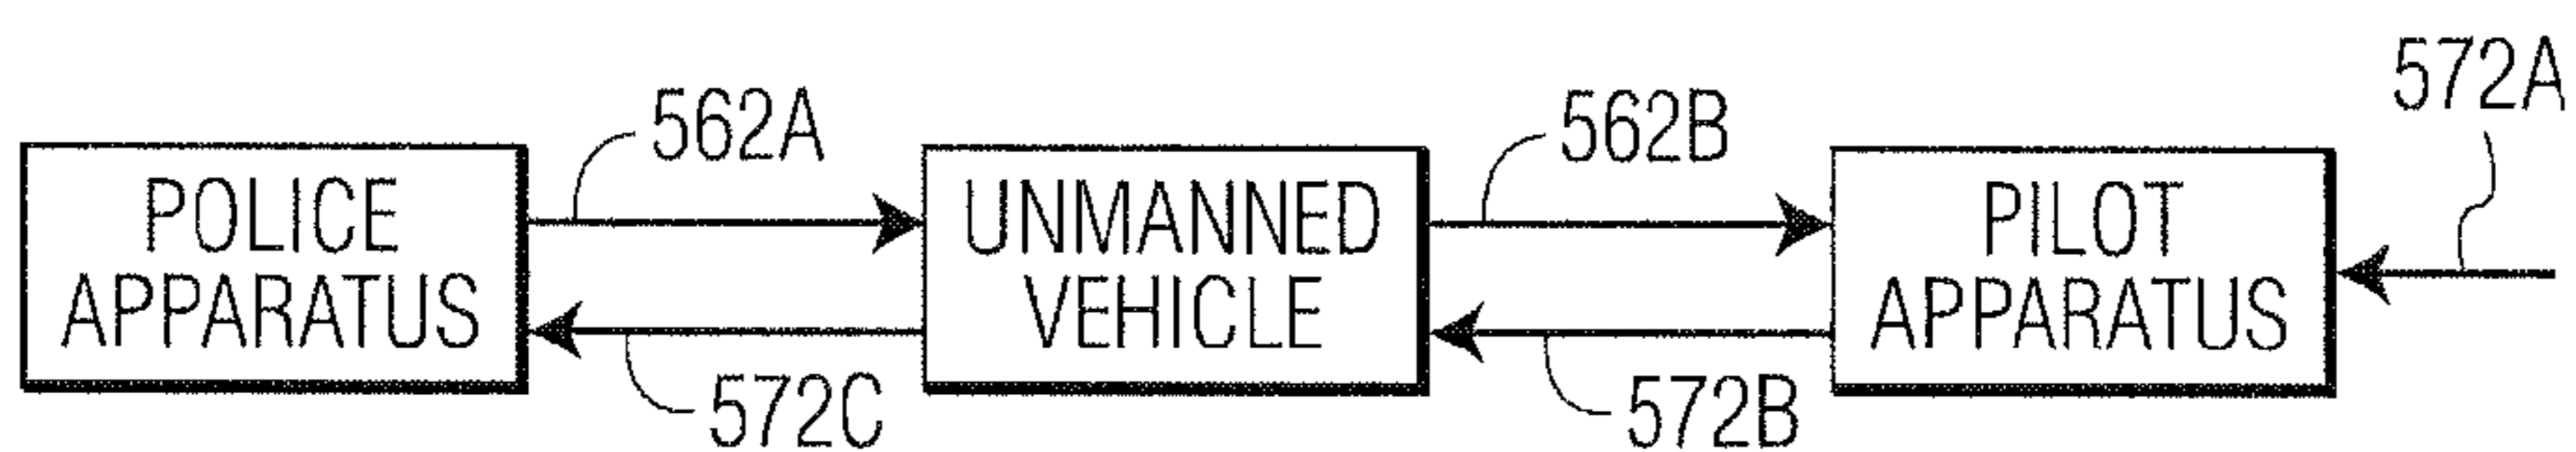 572A
562A
562B
POLICE
APPARATUS
UNMANNED
VEHICLE
PILOT
APPARATUS
572C
572B